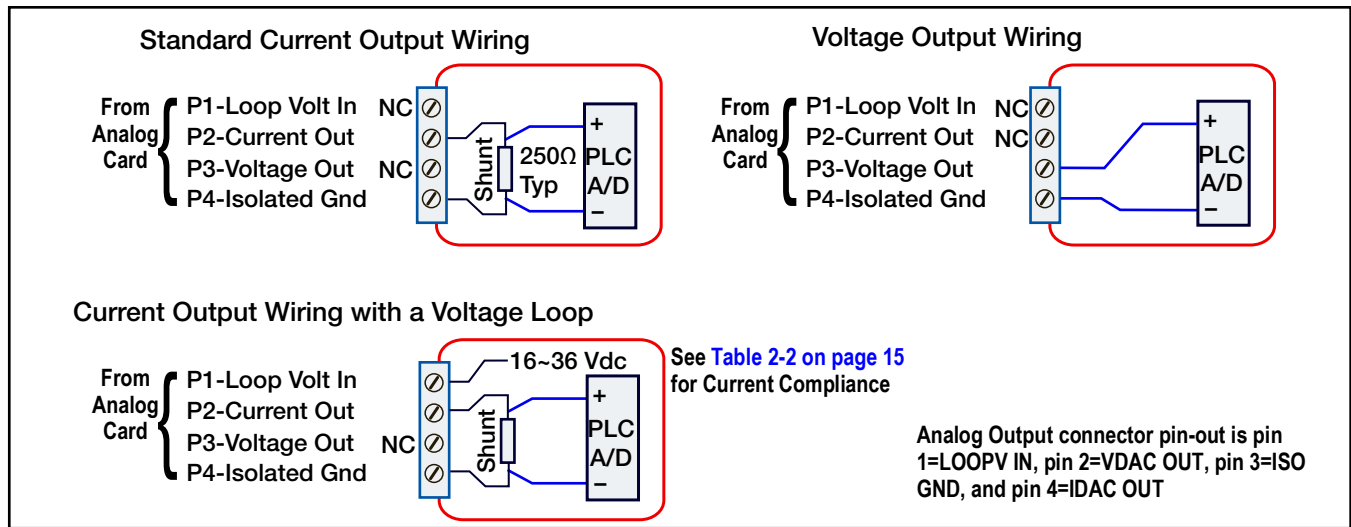 Standard Current Output Wiring
From
Analog
Card
P1-Loop Volt In
P2-Current Out
P3-Voltage Out
P4-Isolated Gnd
NC
NC
Shunt
250Ω
Typ
+
PLC
A/D
−
Voltage Output Wiring
From
Analog
Card
P1-Loop Volt In
P2-Current Out
P3-Voltage Out
P4-Isolated Gnd
NC
NC
+
PLC
A/D
−
Current Output Wiring with a Voltage Loop
From
Analog
Card
P1-Loop Volt In
P2-Current Out
P3-Voltage Out
P4-Isolated Gnd
NC
16~36 Vdc
Shunt
+
PLC
A/D
−
See Table 2-2 on page 15
for Current Compliance
Analog Output connector pin-out is pin
1=LOOPV IN, pin 2=VDAC OUT, pin 3=ISO
GND, and pin 4=IDAC OUT